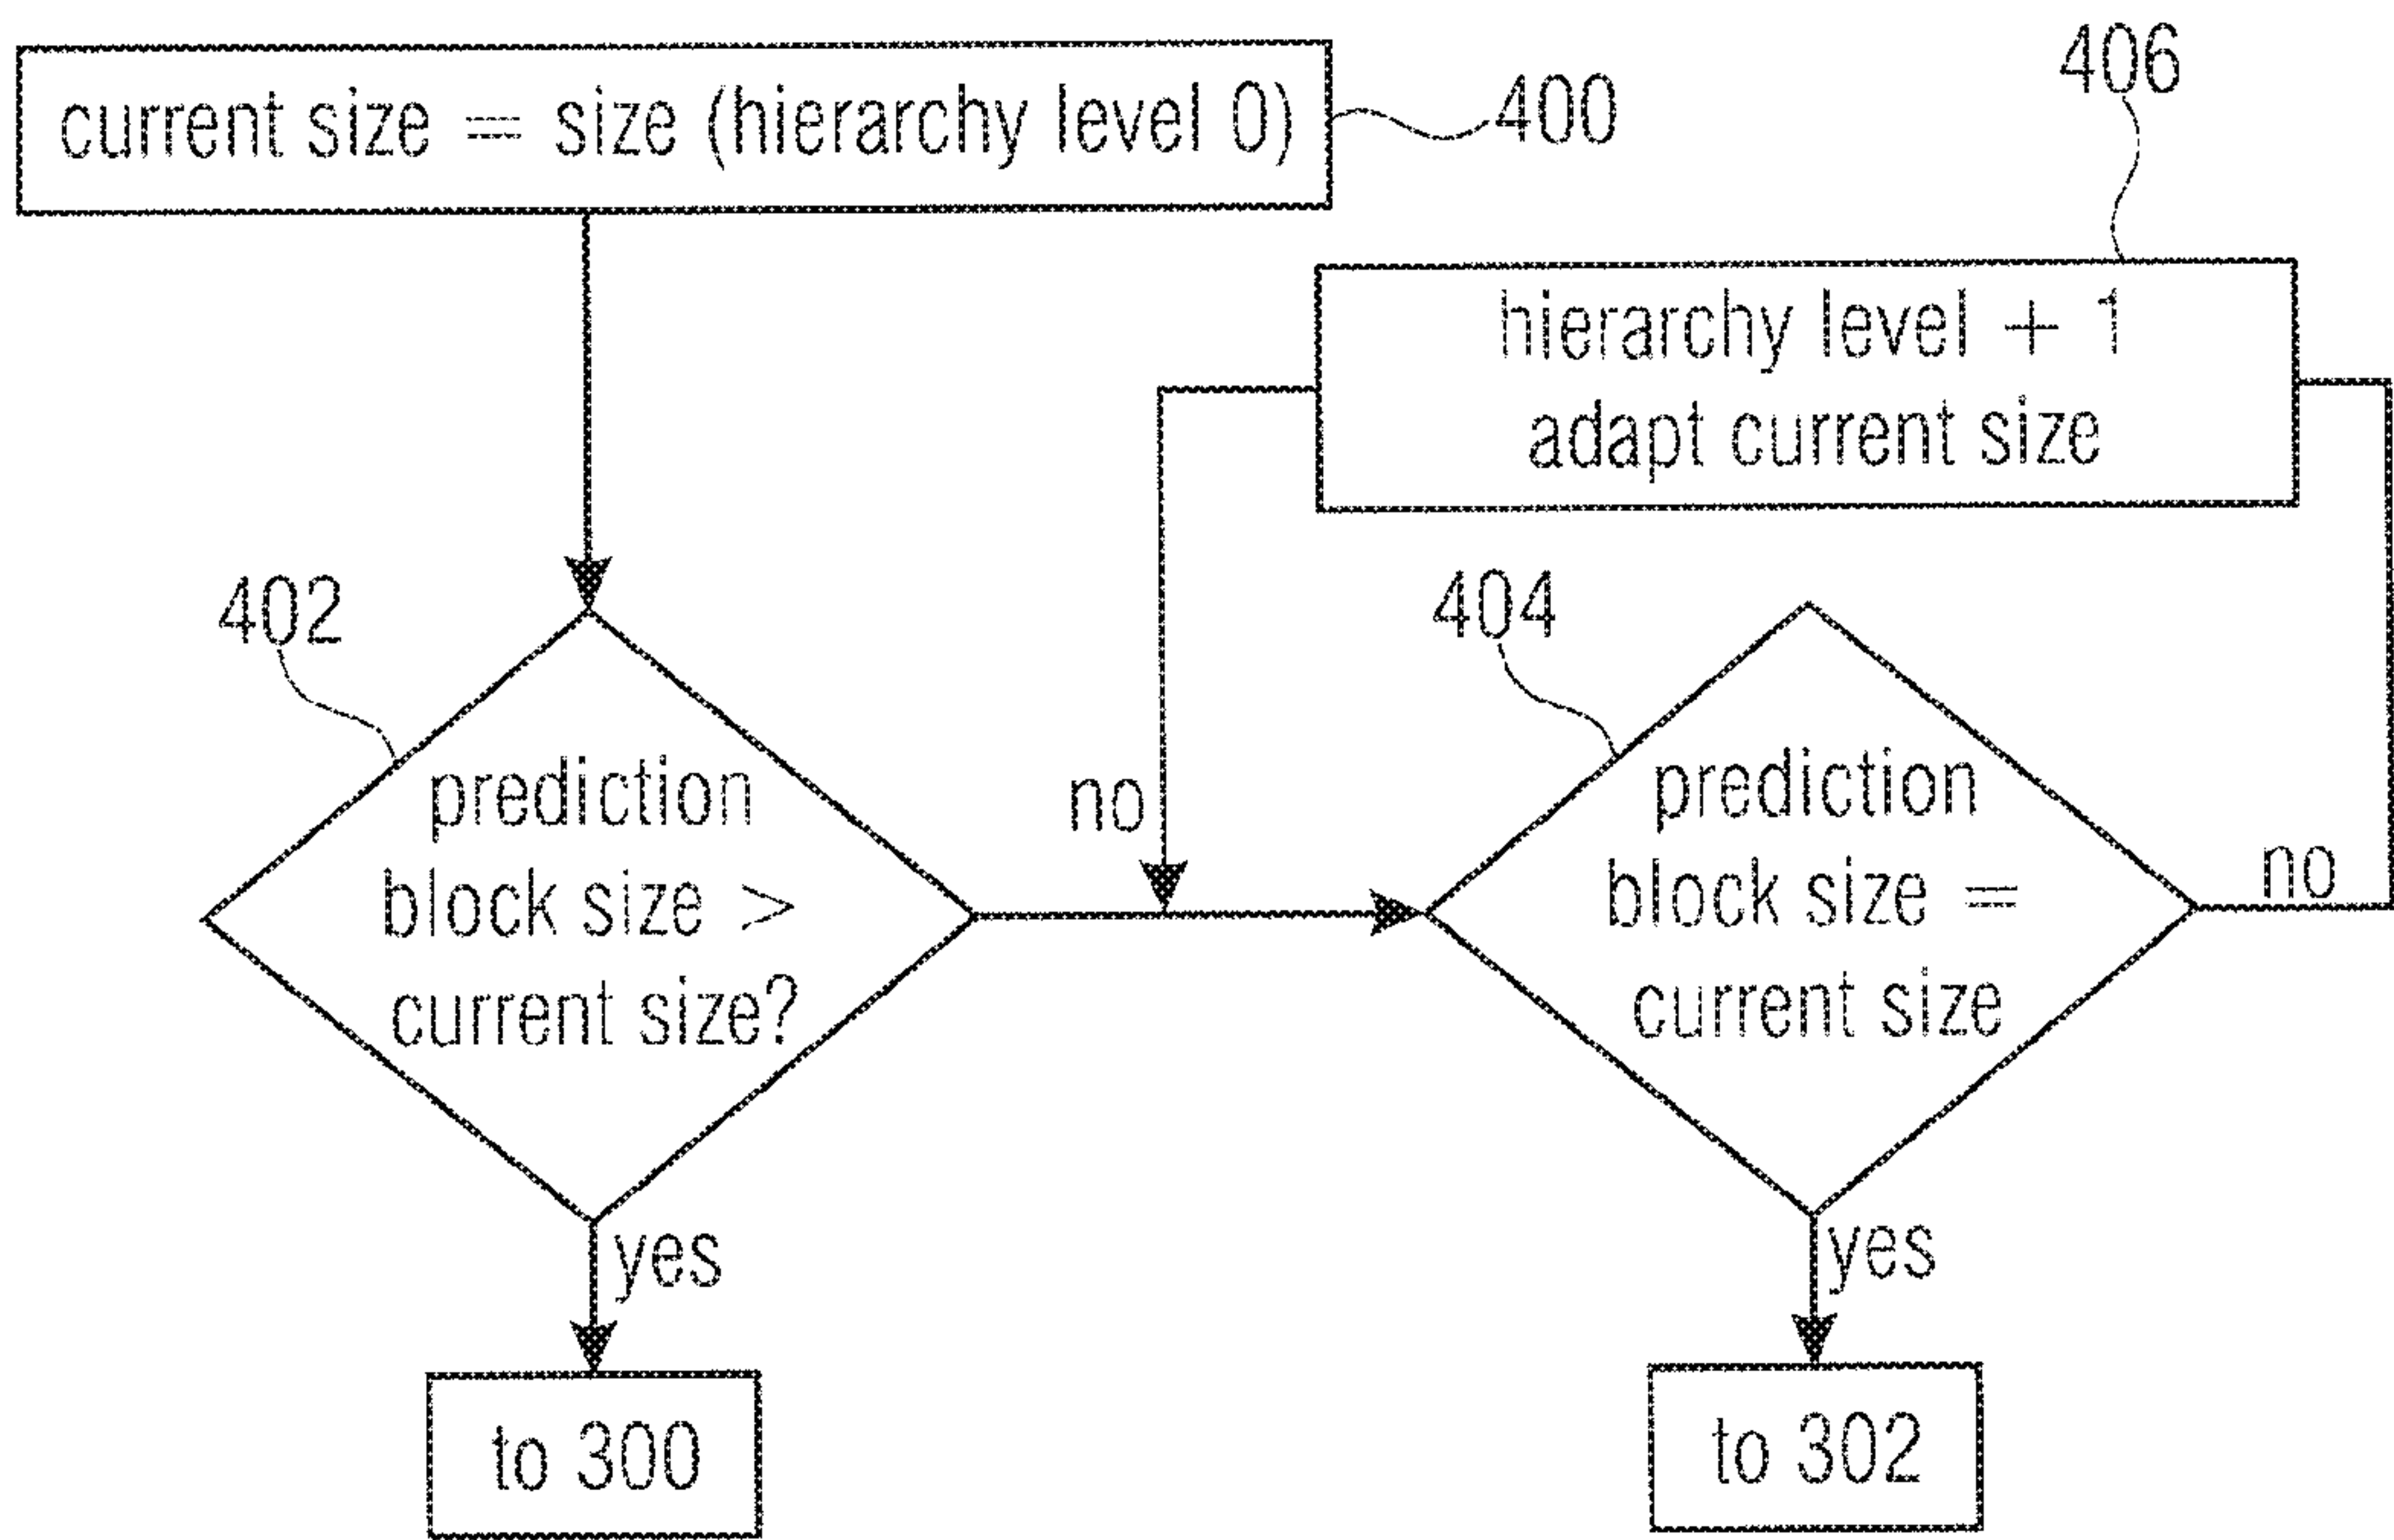 current size = size (hierarchy level 0)
400
406
hierarchy level + 1
adapt current size
402
prediction
block size >
current size?
no
404
prediction
block size =
current size
no
yes
yes
to 300
to 302